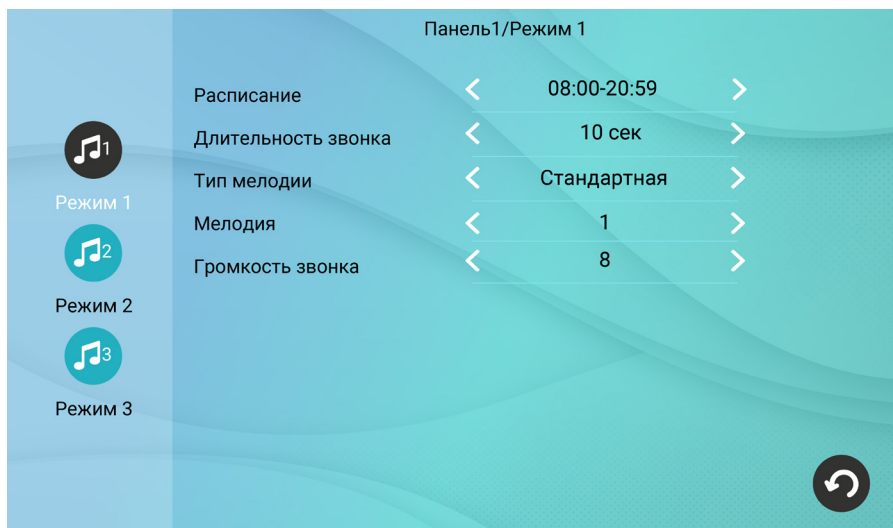 Панель1/Режим 1
Расписание 08:00-20:59
Длительность звонка 10 сек
Тип мелодии Стандартная
Мелодия 1
Громкость звонка 8
1
Режим 1
2
Режим 2
3
Режим 3